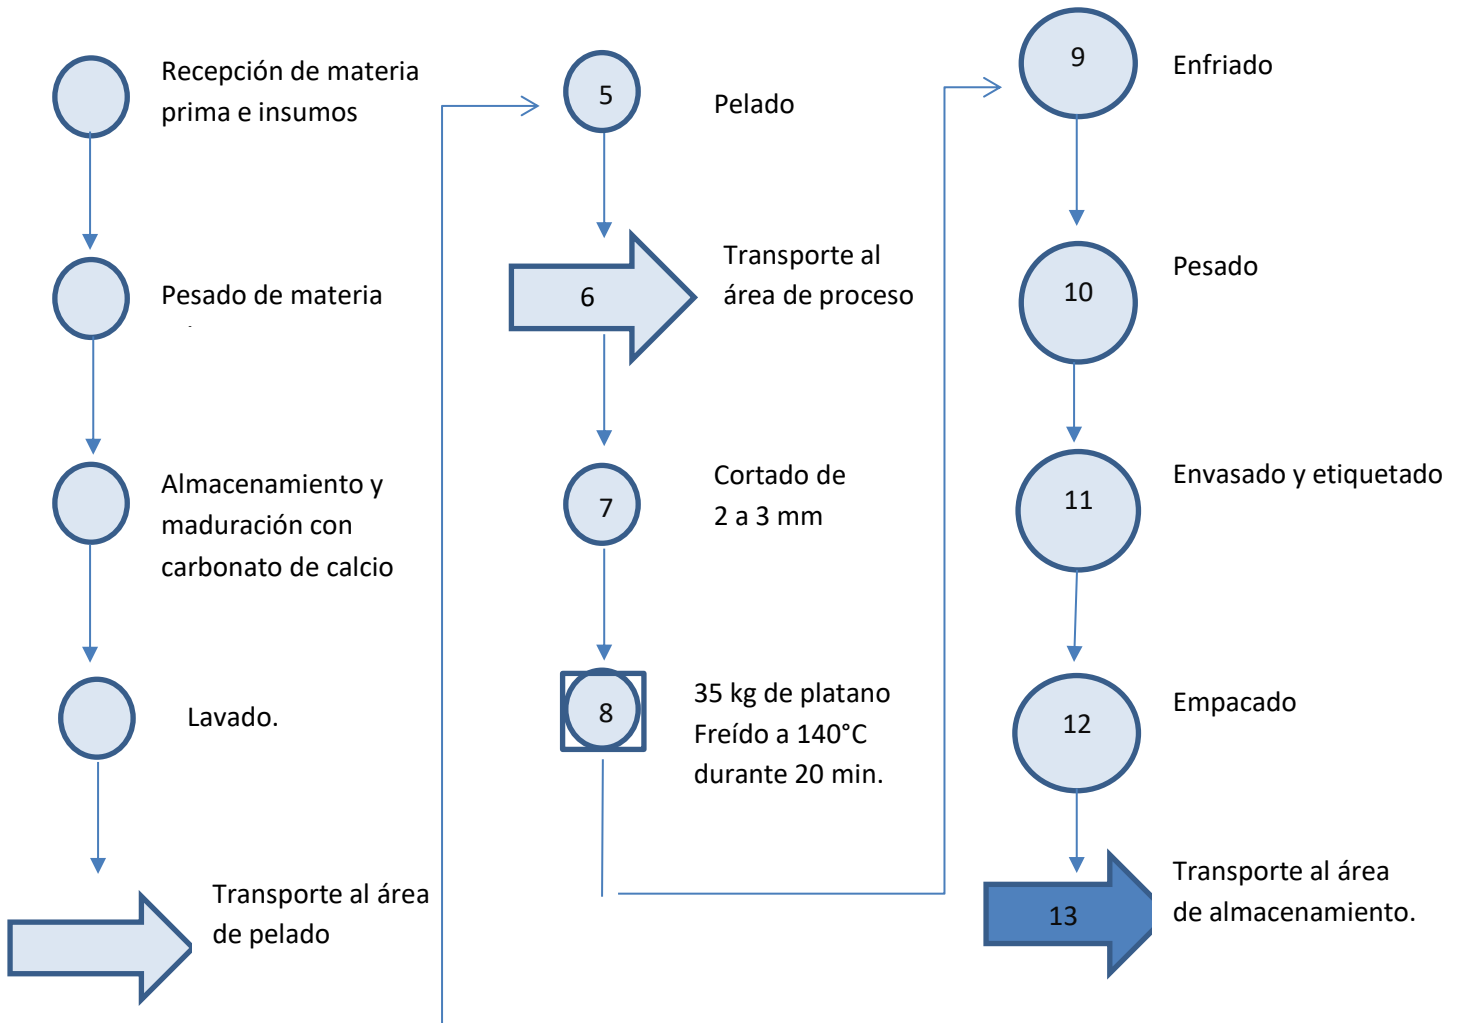 Recepción de materia
prima e insumos
Pesado de materia
Almacenamiento y
maduración con
carbonato de calcio
Lavado.
Transporte al área
de pelado
5
Pelado
6
Transporte al
área de proceso
7
Cortado de
2 a 3 mm
8
35 kg de platano
Freído a 140°C
durante 20 min.
9
Enfriado
10
Pesado
11
Envasado y etiquetado
12
Empacado
13
Transporte al área
de almacenamiento.